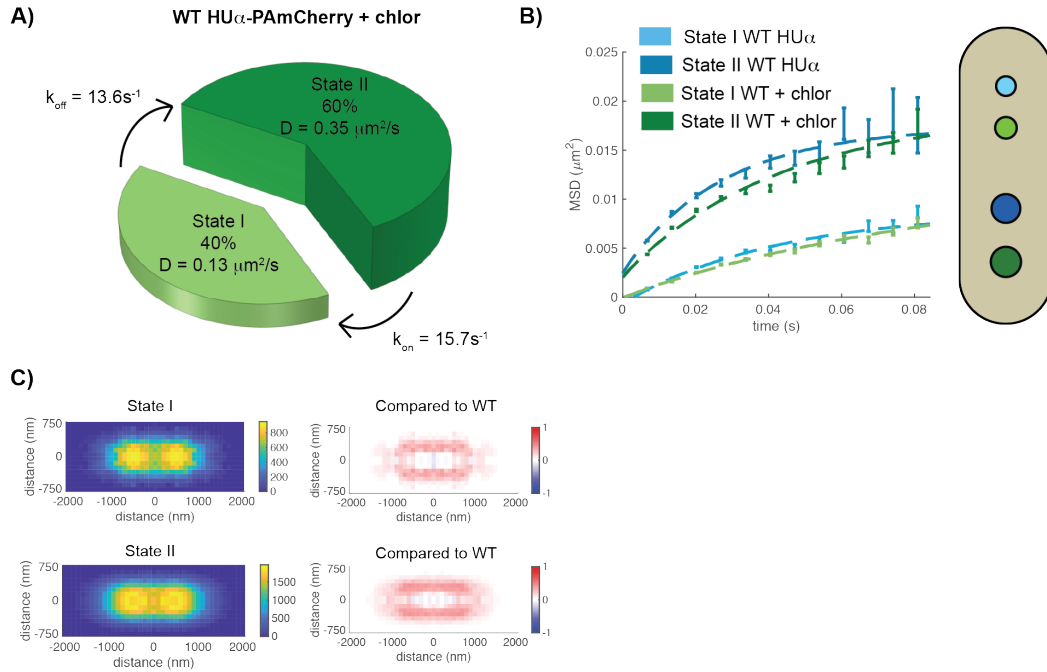 A)
WT HUα-PAmCherry + chlor
State II
60%
D = 0.35 μm²/s
k_off = 13.6s⁻¹
State I
40%
D = 0.13 μm²/s
k_on = 15.7s⁻¹
B)
State I WT HUα
State II WT HUα
State I WT + chlor
State II WT + chlor
0.025
0.02
0.015
0.01
0.005
0
MSD (μm²)
0 0.02 0.04 0.06 0.08
time (s)
C)
State I
750
0
-750
distance (nm)
-2000 -1000 0 1000 2000
distance (nm)
800
600
400
200
0
Compared to WT
750
0
-750
distance (nm)
-2000 -1000 0 1000 2000
distance (nm)
1
0
-1
State II
750
0
-750
distance (nm)
-2000 -1000 0 1000 2000
distance (nm)
1500
1000
500
0
Compared to WT
750
0
-750
distance (nm)
-2000 -1000 0 1000 2000
distance (nm)
1
0
-1